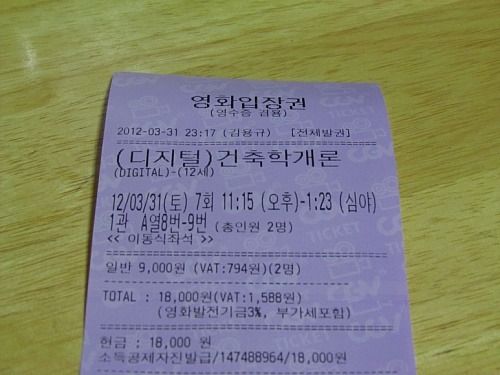 영화입장권
(영수증 겸용)
2012-03-31 23:17 (김용규) [전체발권]
(디지털)건축학개론
(DIGITAL)-(12세)
12/03/31(토) 7회 11:15 (오후)-1:23 (심야)
1관 A열8번-9번 (총인원 2명)
<< 이동식좌석 >>
일반 9,000원 (VAT:794원)(2명)
TOTAL : 18,000원(VAT:1,588원)
(영화발전기금3%, 부가세포함)
현금 : 18,000 원
소득공제자진발급/147488964/18,000원
CGV
TICKET